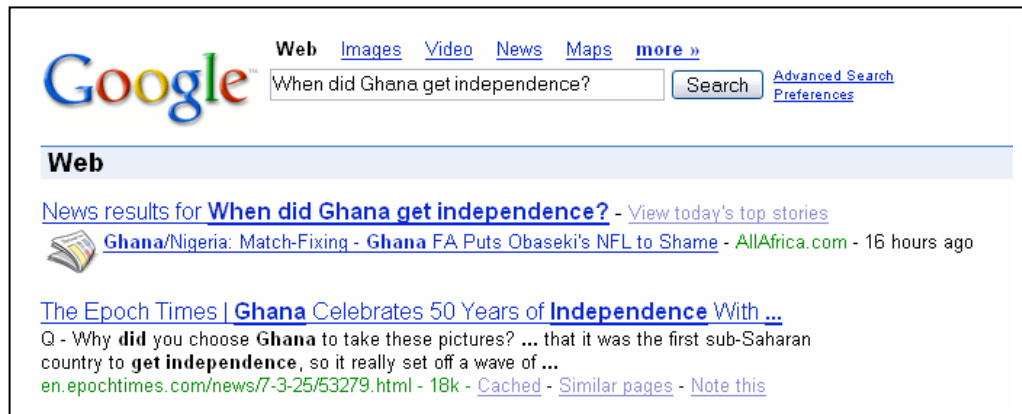 Web Images Video News Maps more »
Google™ When did Ghana get independence? Search Advanced Search
Preferences
Web
News results for When did Ghana get independence? - View today's top stories
Ghana/Nigeria: Match-Fixing - Ghana FA Puts Obaseki's NFL to Shame - AllAfrica.com - 16 hours ago
The Epoch Times | Ghana Celebrates 50 Years of Independence With ...
Q - Why did you choose Ghana to take these pictures? ... that it was the first sub-Saharan
country to get independence, so it really set off a wave of ...
en.epochtimes.com/news/7-3-25/53279.html - 18k - Cached - Similar pages - Note this